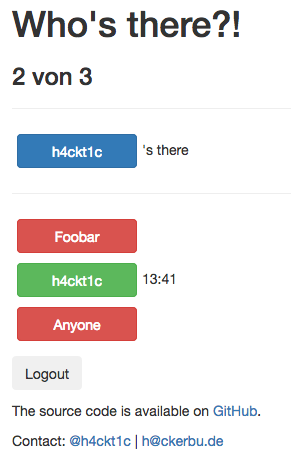 Who's there?!
2 von 3
h4ckt1c 's there
Foobar
h4ckt1c 13:41
Anyone
Logout
The source code is available on GitHub.
Contact: @h4ckt1c | h@ckerbu.de